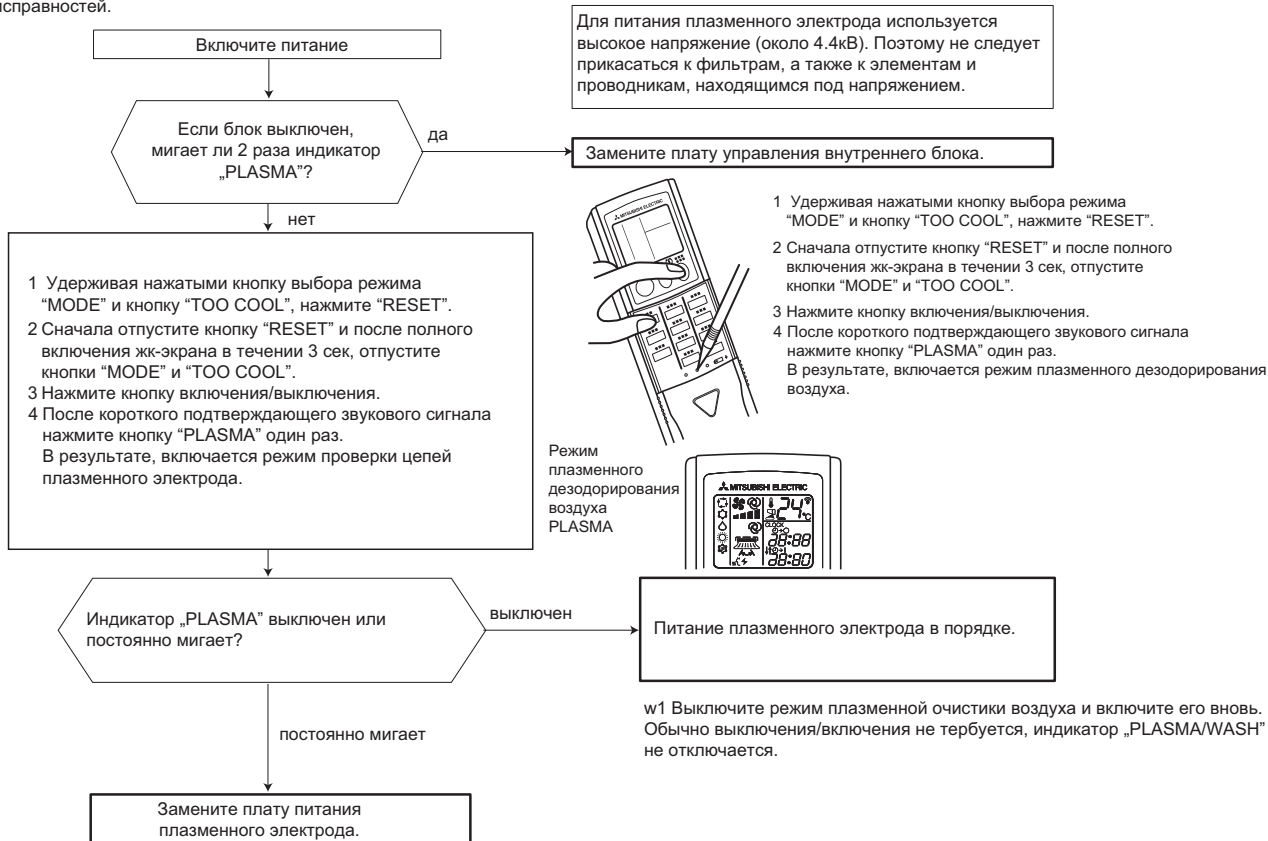 исправностей.
Для питания плазменного электрода используется
высокое напряжение (около 4.4кВ). Поэтому не следует
прикасаться к фильтрам, а также к элементам и
проводникам, находящимся под напряжением.
Включите питание
Если блок выключен,
мигает ли 2 раза индикатор
„PLASMA”?
да
Замените плату управления внутреннего блока.
нет
1 Удерживая нажатыми кнопку выбора режима
“MODE” и кнопку “TOO COOL”, нажмите “RESET”.
2 Сначала отпустите кнопку “RESET” и после полного
включения жк-экрана в течении 3 сек, отпустите
кнопки “MODE” и “TOO COOL”.
3 Нажмите кнопку включения/выключения.
4 После короткого подтверждающего звукового сигнала
нажмите кнопку “PLASMA” один раз.
В результате, включается режим проверки цепей
плазменного электрода.
MITSUBISHI ELECTRIC
1 Удерживая нажатыми кнопку выбора режима
“MODE” и кнопку “TOO COOL”, нажмите “RESET”.
2 Сначала отпустите кнопку “RESET” и после полного
включения жк-экрана в течении 3 сек, отпустите
кнопки “MODE” и “TOO COOL”.
3 Нажмите кнопку включения/выключения.
4 После короткого подтверждающего звукового сигнала
нажмите кнопку “PLASMA” один раз.
В результате, включается режим плазменного дезодорирования
воздуха.
Режим
плазменного
дезодорирования
воздуха
PLASMA
MITSUBISHI ELECTRIC
24°C
CLOCK
88:88
88:80
Индикатор „PLASMA” выключен или
постоянно мигает?
выключен
Питание плазменного электрода в порядке.
w1 Выключите режим плазменной очистики воздуха и включите его вновь.
Обычно выключения/включения не тербуется, индикатор „PLASMA/WASH”
не отключается.
постоянно мигает
Замените плату питания
плазменного электрода.